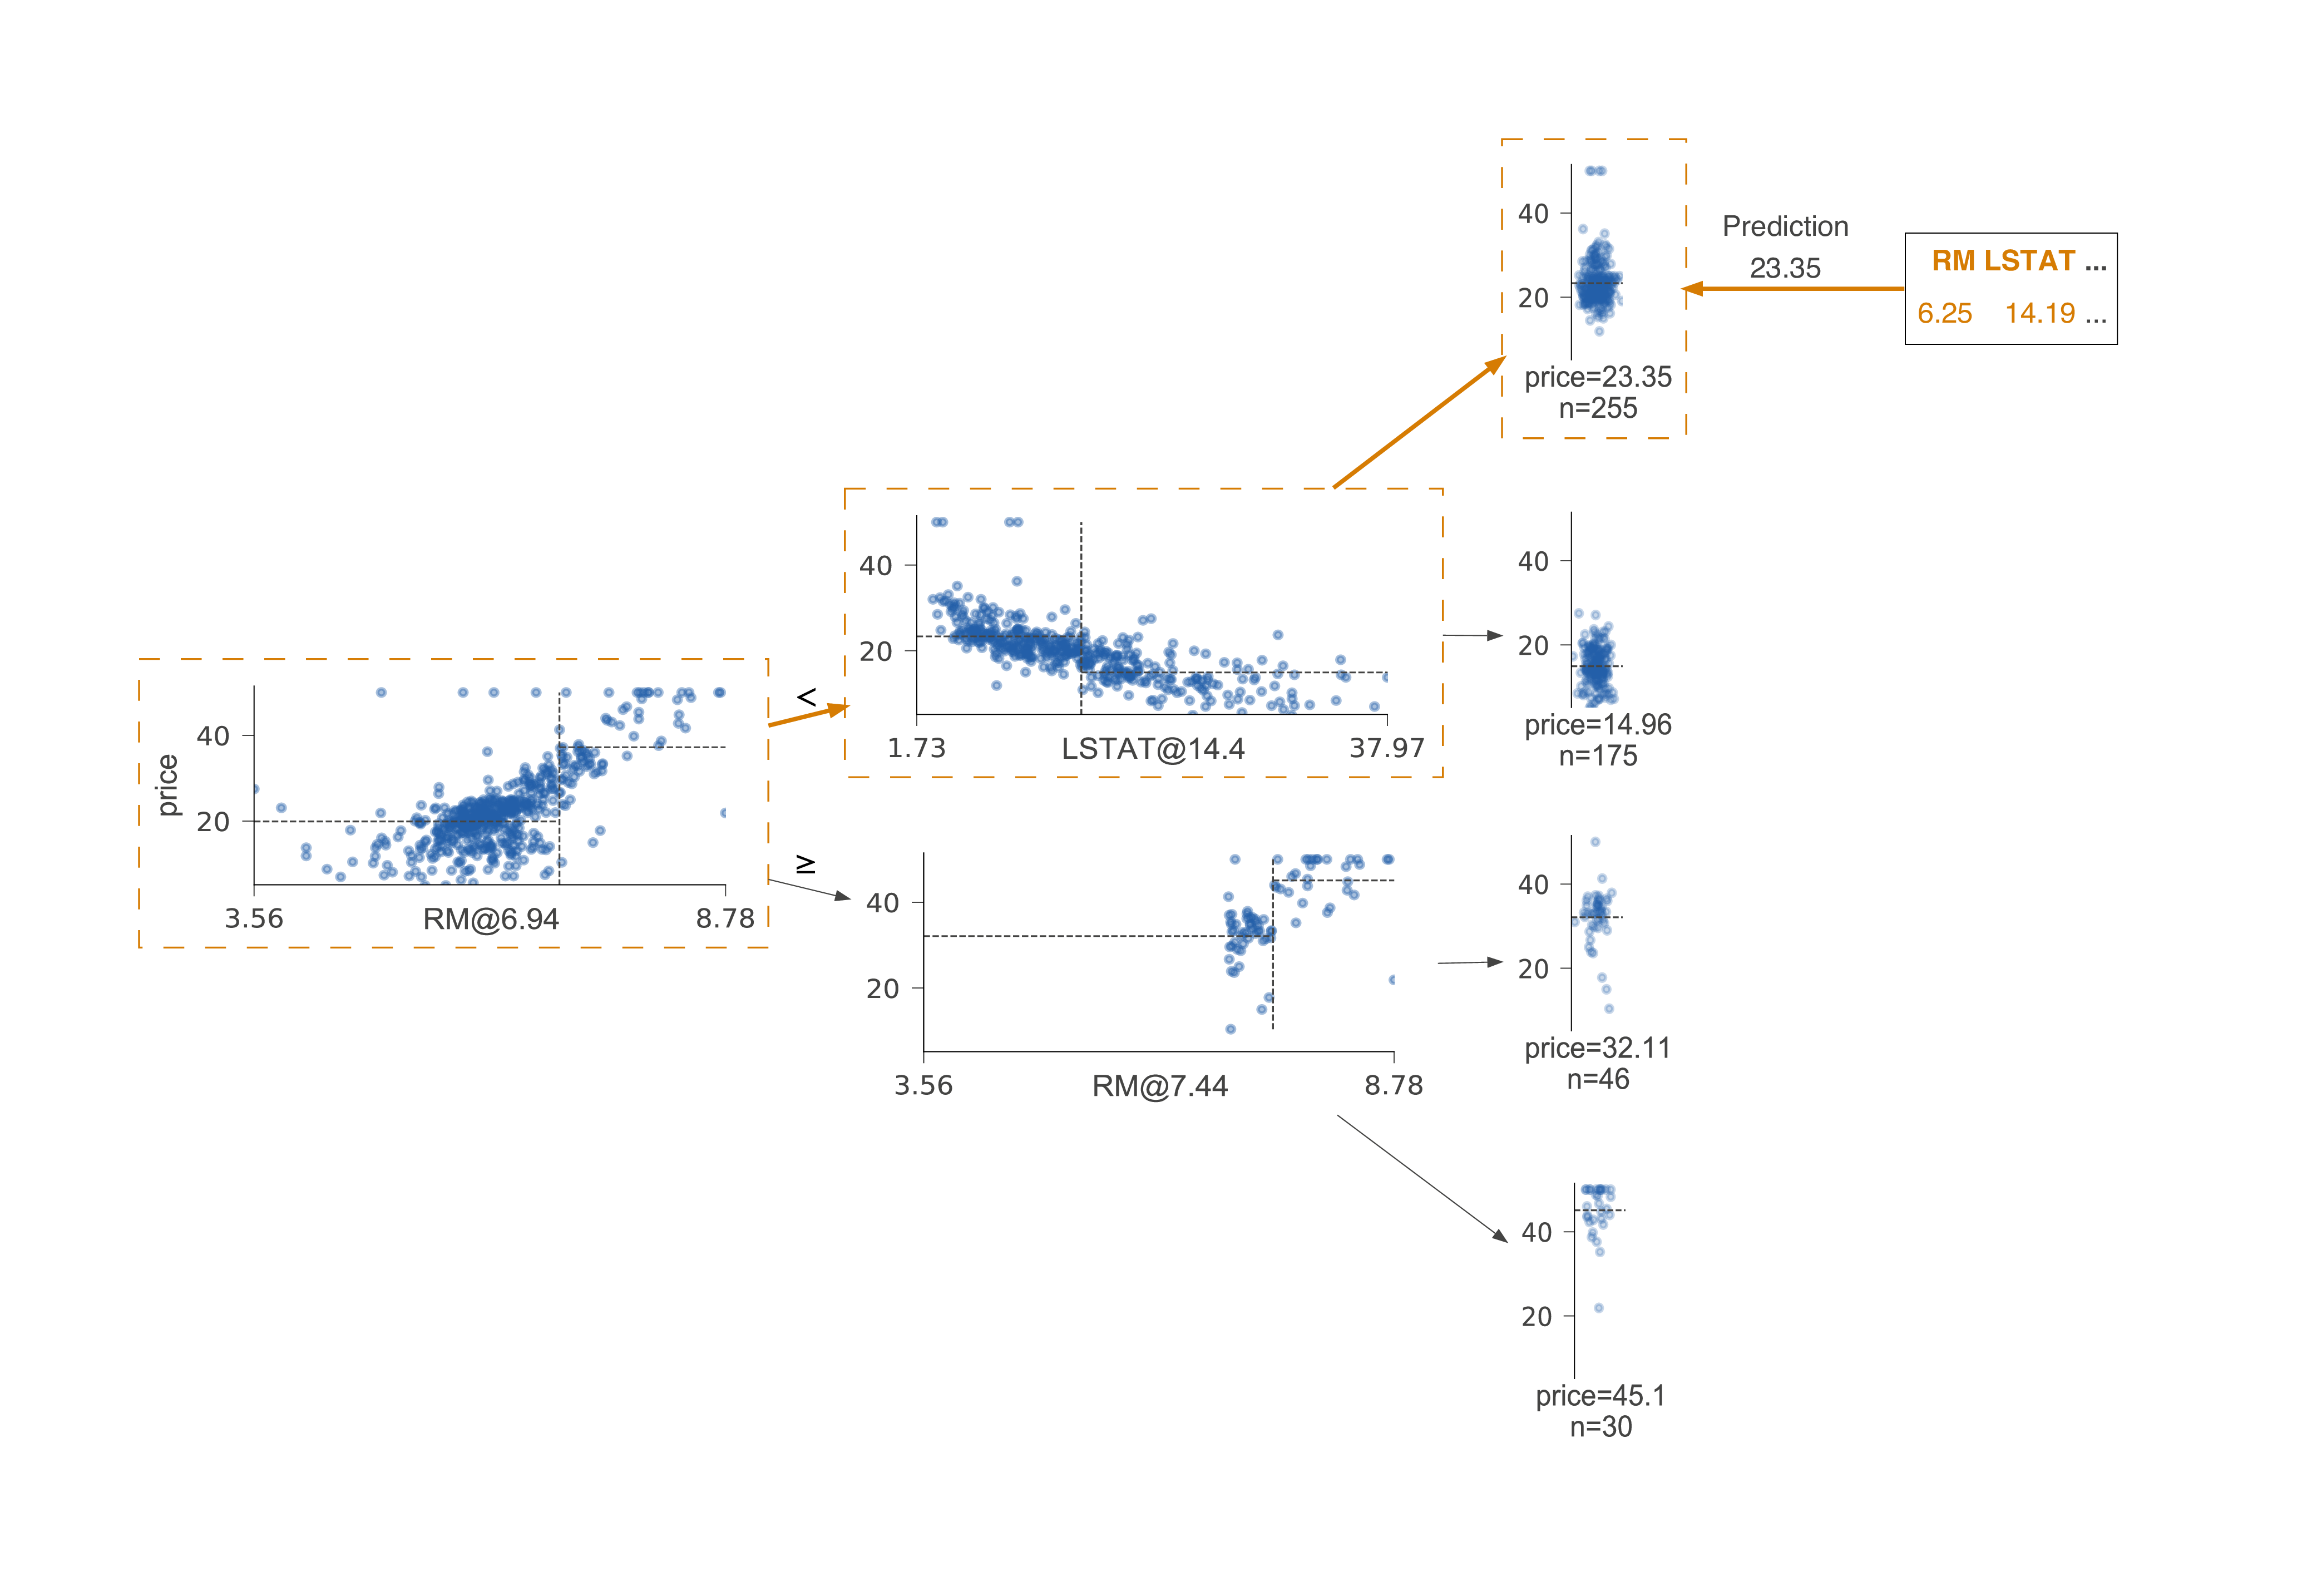 40
20
price=23.35
n=255
Prediction
23.35
RM LSTAT ...
6.25 14.19 ...
40
20
1.73 LSTAT@14.4 37.97
40
20
price=14.96
n=175
price
40
20
3.56 RM@6.94 8.78
<
≥
40
20
3.56 RM@7.44 8.78
40
20
price=32.11
n=46
40
20
price=45.1
n=30